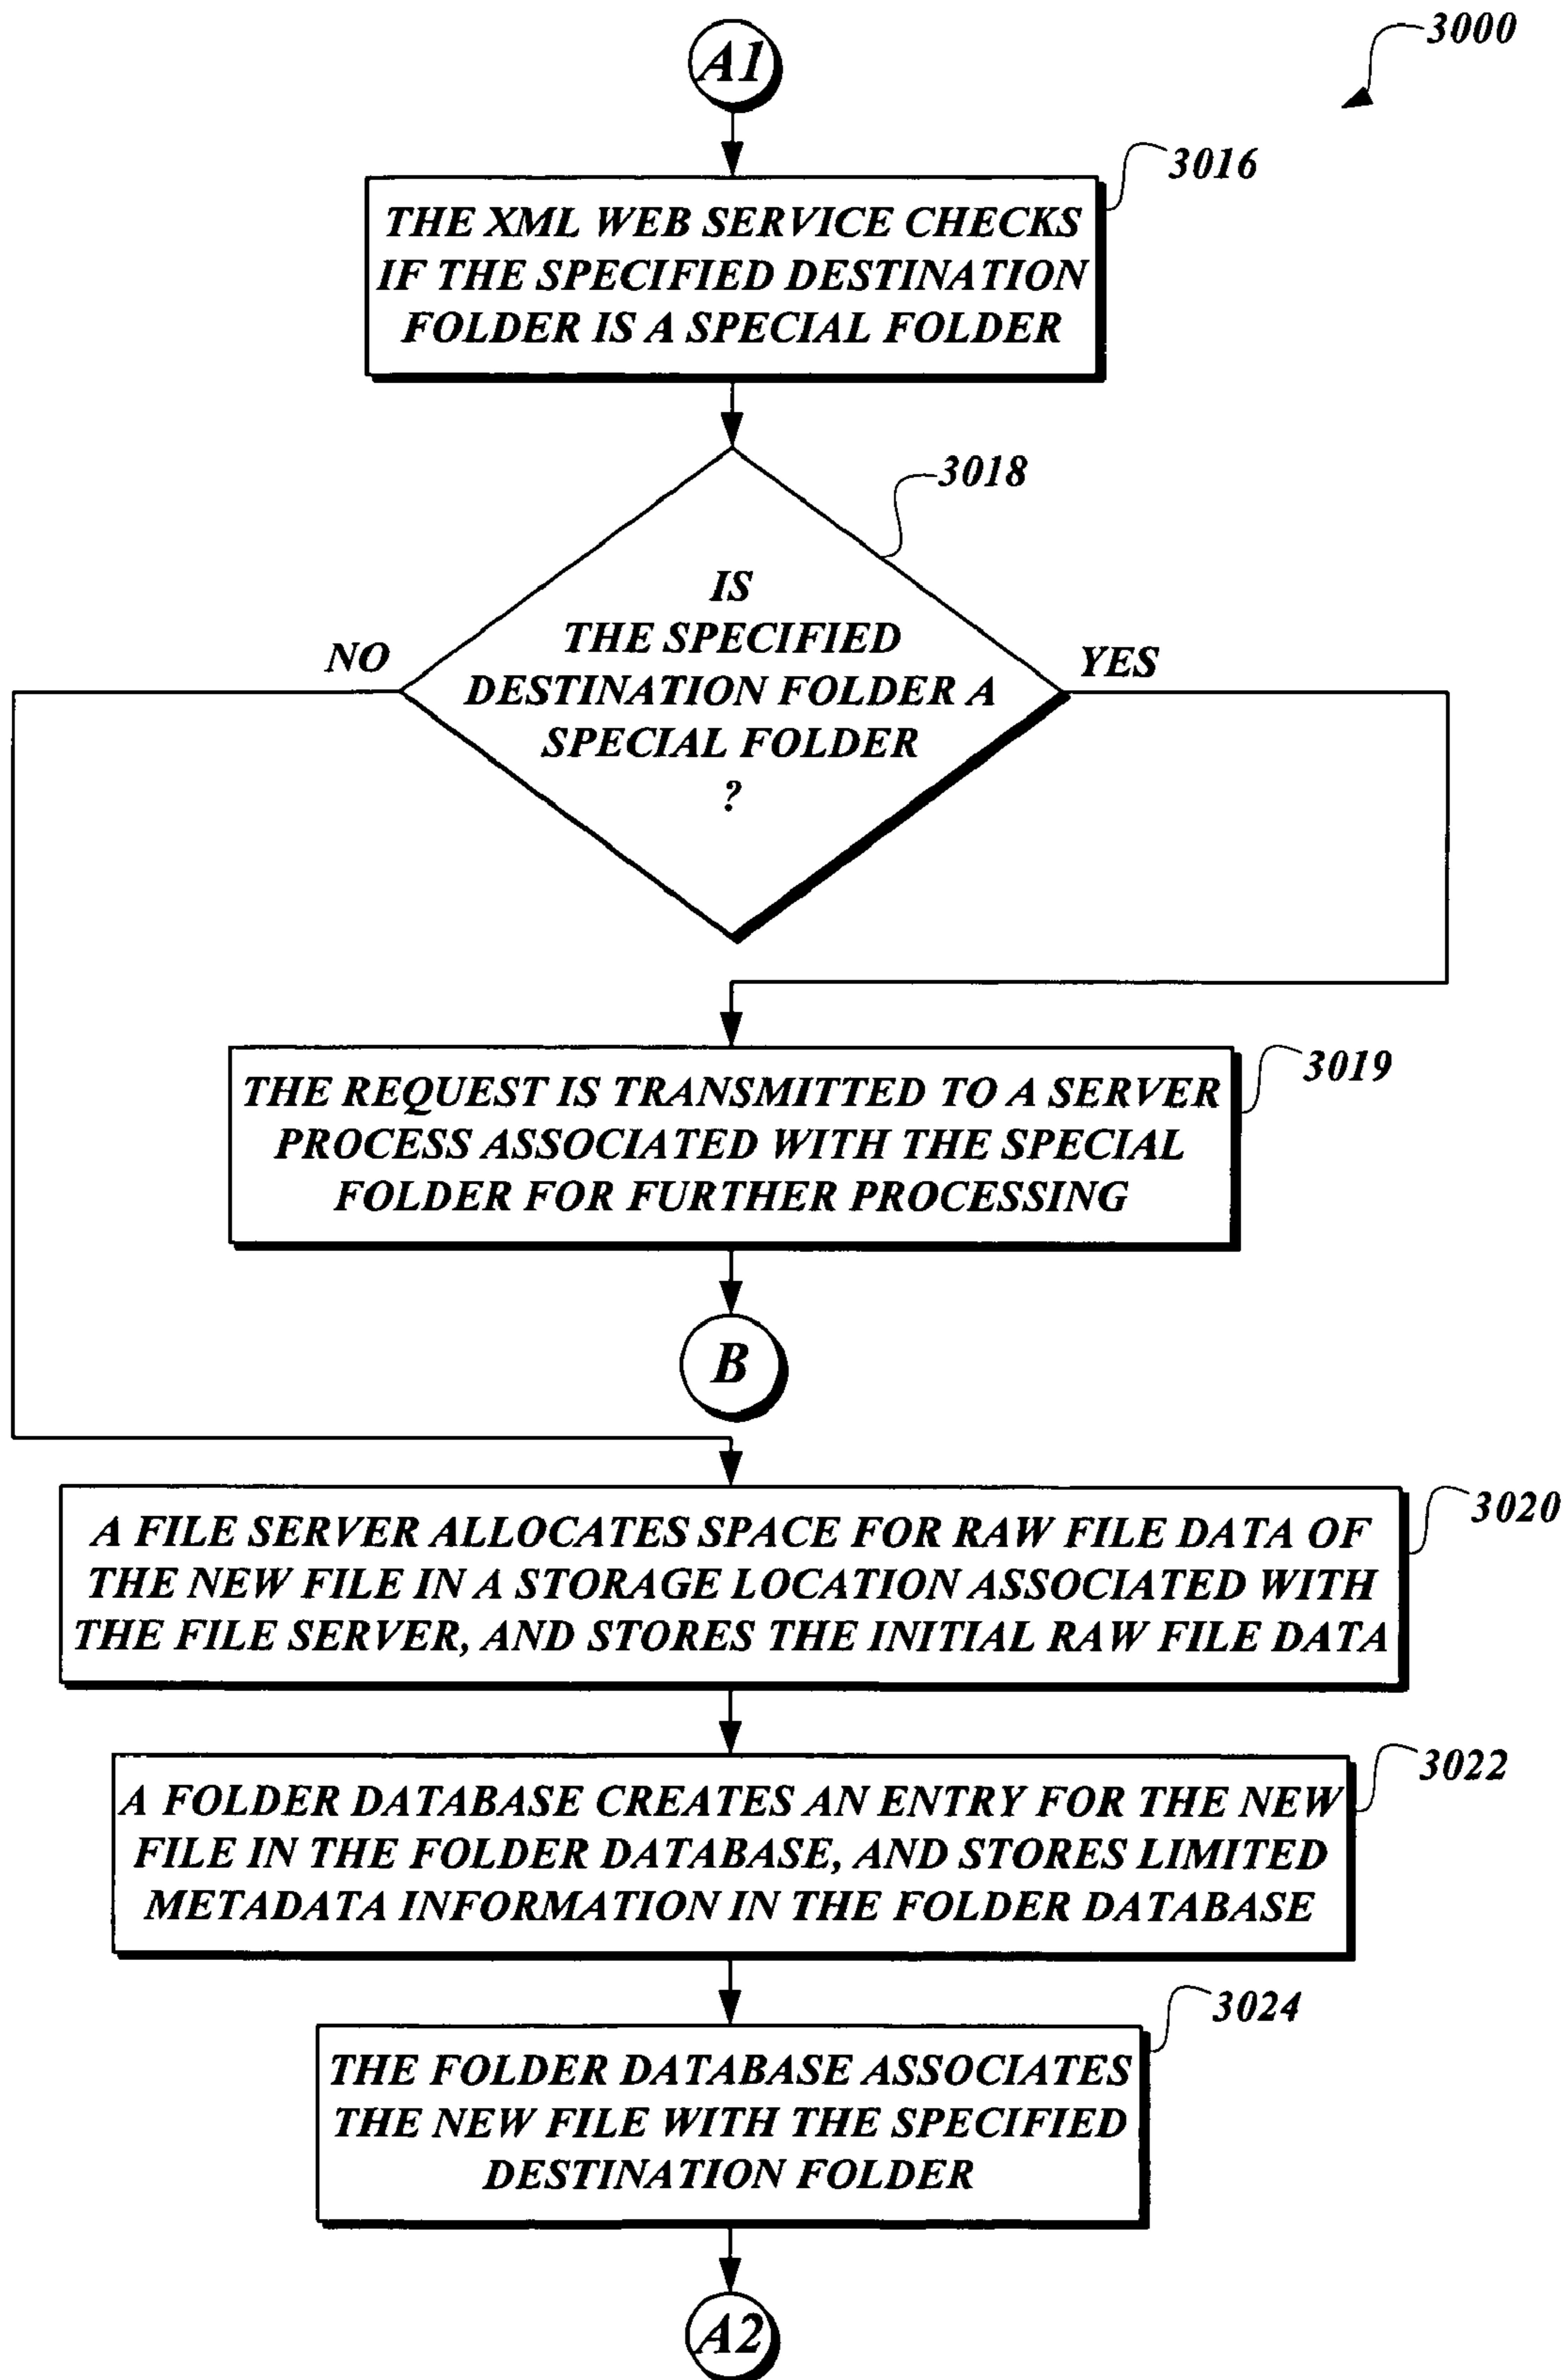 A1
3000
3016
THE XML WEB SERVICE CHECKS
IF THE SPECIFIED DESTINATION
FOLDER IS A SPECIAL FOLDER
3018
IS
THE SPECIFIED
DESTINATION FOLDER A
SPECIAL FOLDER
?
NO
YES
3019
THE REQUEST IS TRANSMITTED TO A SERVER
PROCESS ASSOCIATED WITH THE SPECIAL
FOLDER FOR FURTHER PROCESSING
B
3020
A FILE SERVER ALLOCATES SPACE FOR RAW FILE DATA OF
THE NEW FILE IN A STORAGE LOCATION ASSOCIATED WITH
THE FILE SERVER, AND STORES THE INITIAL RAW FILE DATA
3022
A FOLDER DATABASE CREATES AN ENTRY FOR THE NEW
FILE IN THE FOLDER DATABASE, AND STORES LIMITED
METADATA INFORMATION IN THE FOLDER DATABASE
3024
THE FOLDER DATABASE ASSOCIATES
THE NEW FILE WITH THE SPECIFIED
DESTINATION FOLDER
A2